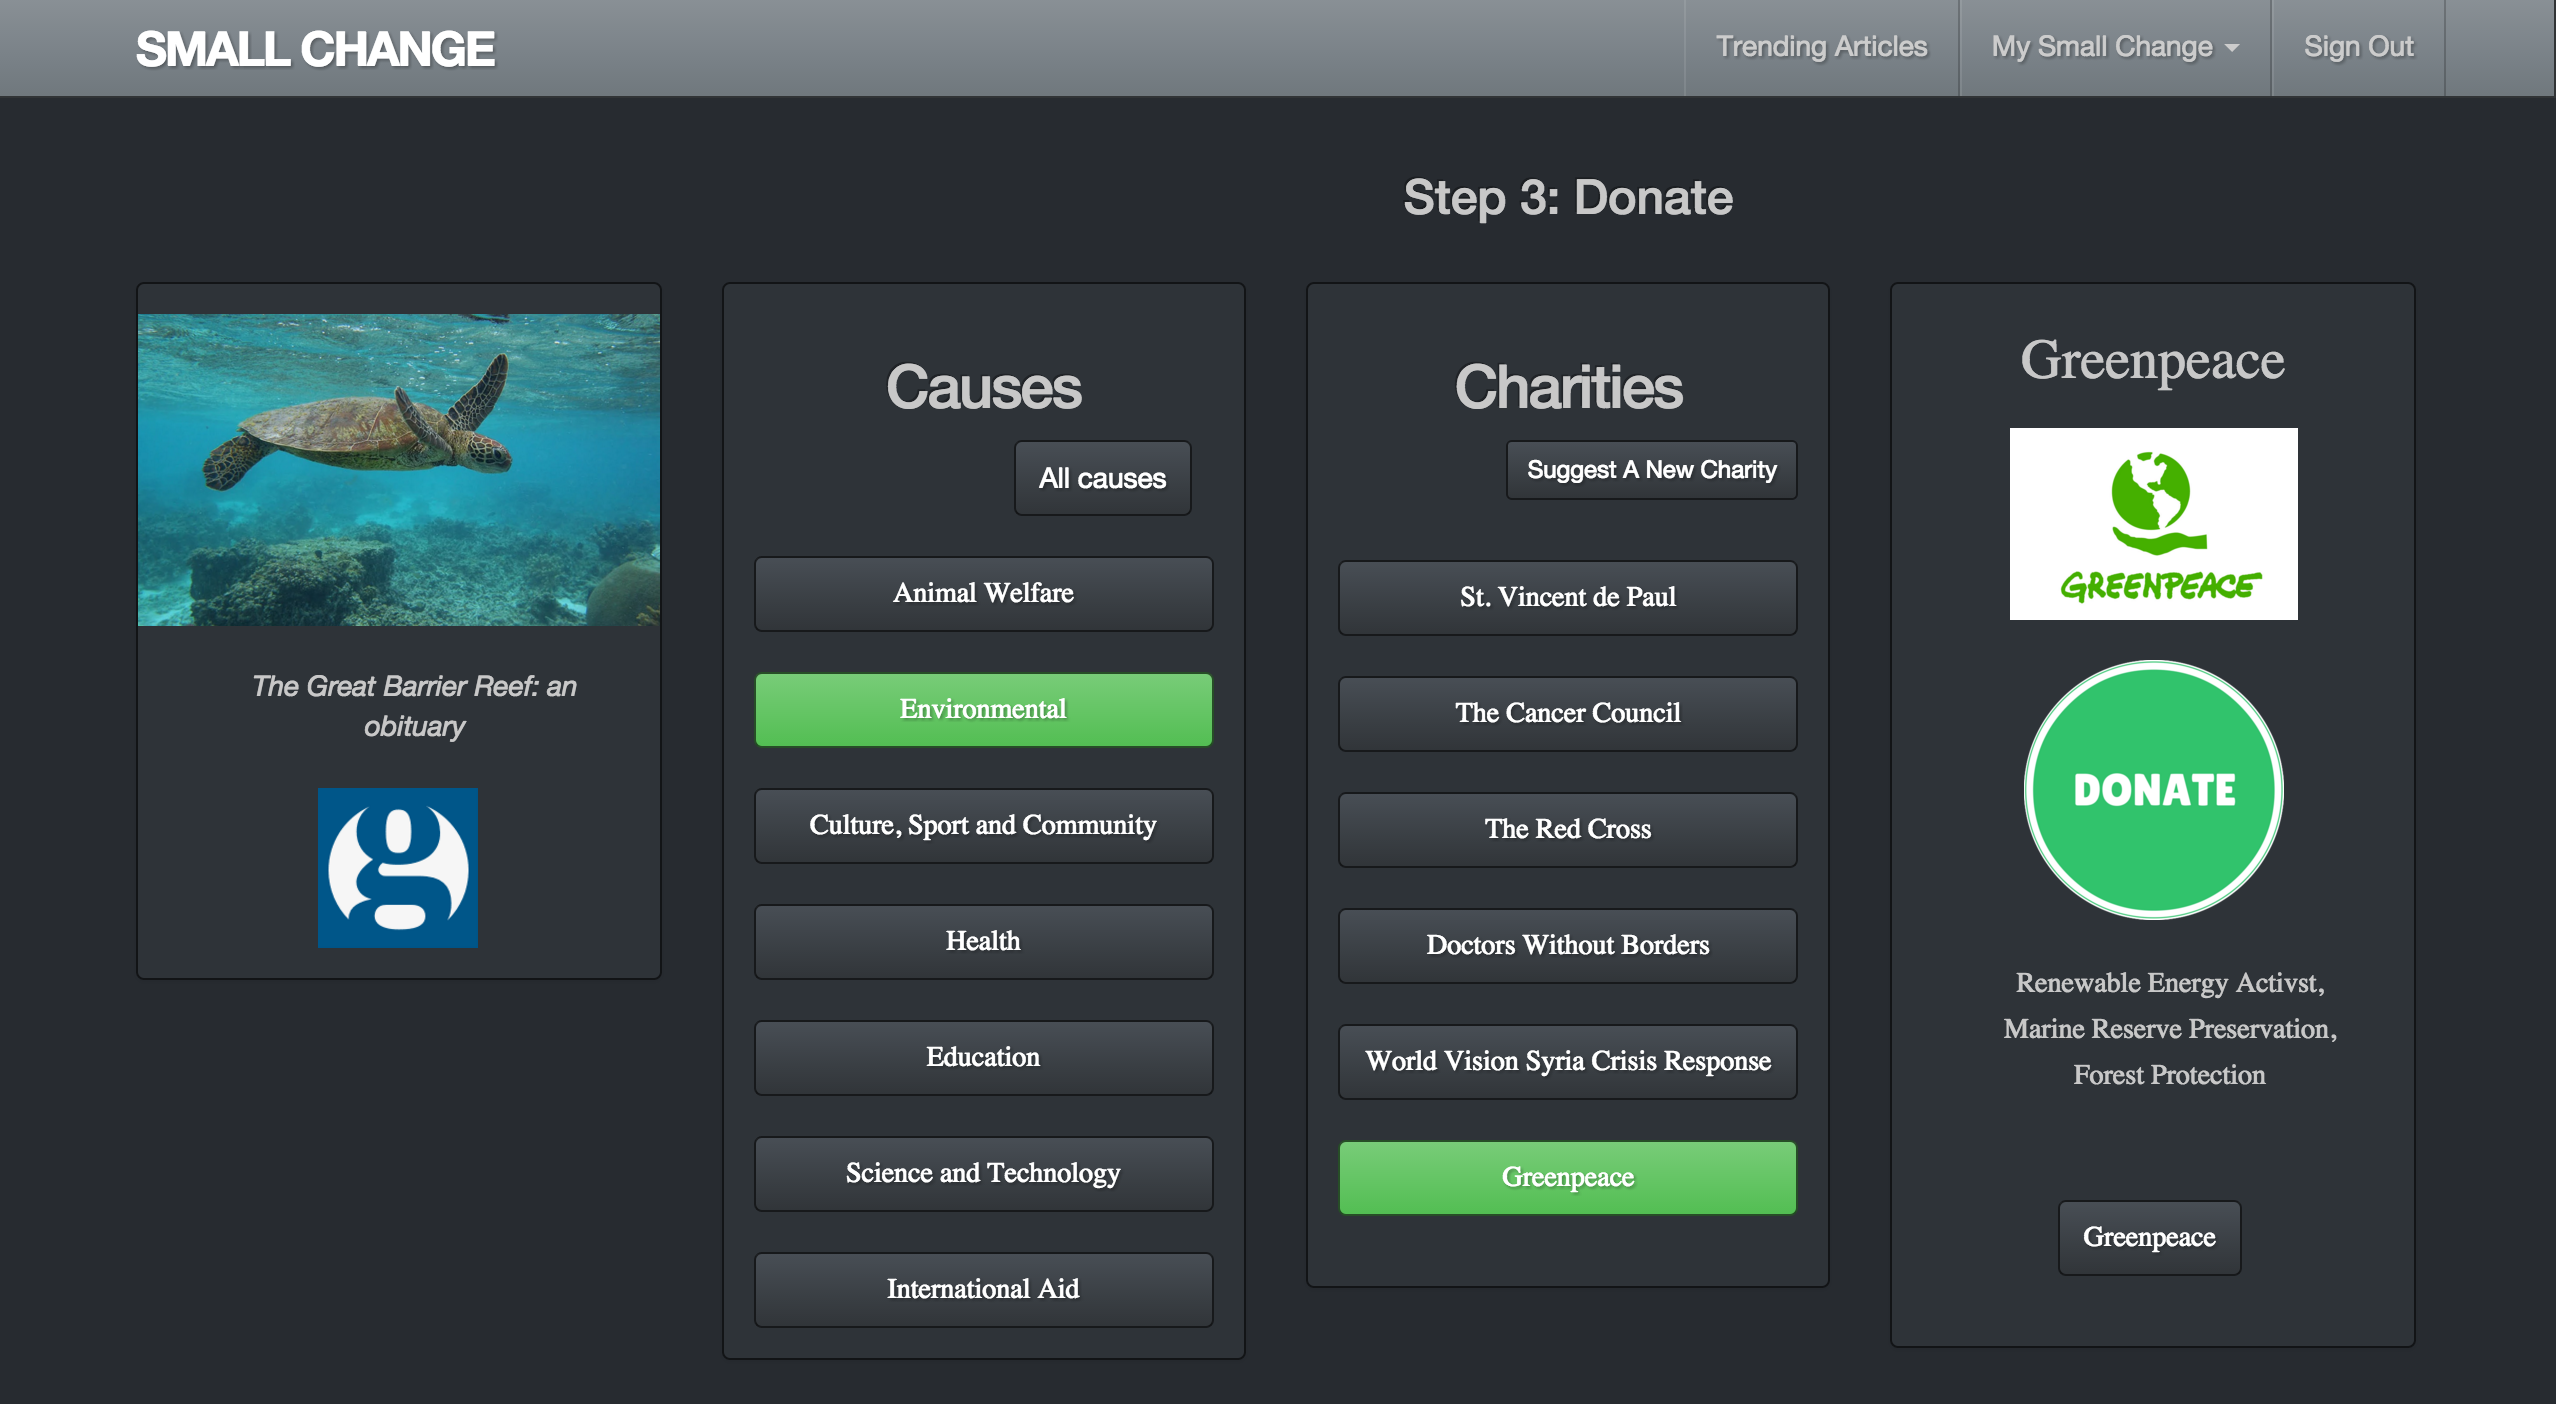 SMALL CHANGE
Trending Articles
My Small Change
Sign Out
Step 3: Donate
The Great Barrier Reef: an
obituary
g
Causes
All causes
Animal Welfare
Environmental
Culture, Sport and Community
Health
Education
Science and Technology
International Aid
Charities
Suggest A New Charity
St. Vincent de Paul
The Cancer Council
The Red Cross
Doctors Without Borders
World Vision Syria Crisis Response
Greenpeace
Greenpeace
GREENPEACE
DONATE
Renewable Energy Activst,
Marine Reserve Preservation,
Forest Protection
Greenpeace